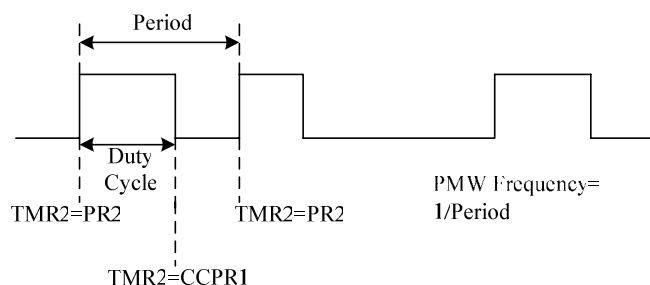 Period
Duty
Cycle
PMW Frequency=
1/Period
TMR2=PR2
TMR2=PR2
TMR2=CCPR1